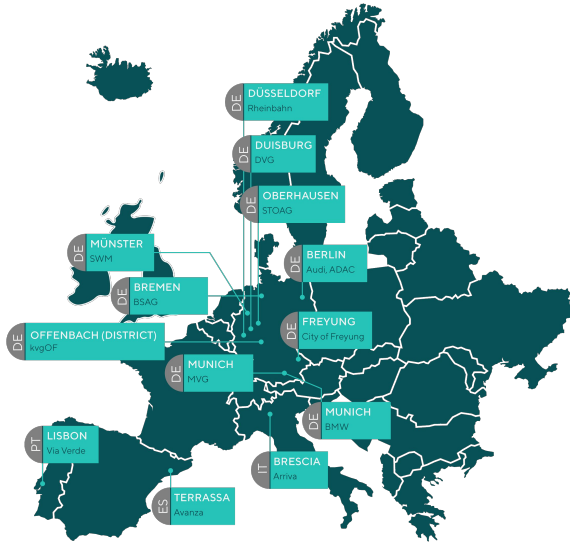 DE
DÜSSELDORF
Rheinbahn
DE
DUISBURG
DVG
DE
OBERHAUSEN
STOAG
DE
MÜNSTER
SWM
DE
BERLIN
Audi, ADAC
DE
BREMEN
BSAG
DE
OFFENBACH (DISTRICT)
kvgOF
DE
FREYUNG
City of Freyung
DE
MUNICH
MVG
DE
MUNICH
BMW
PT
LISBON
Via Verde
IT
BRESCIA
Arriva
ES
TERRASSA
Avanza